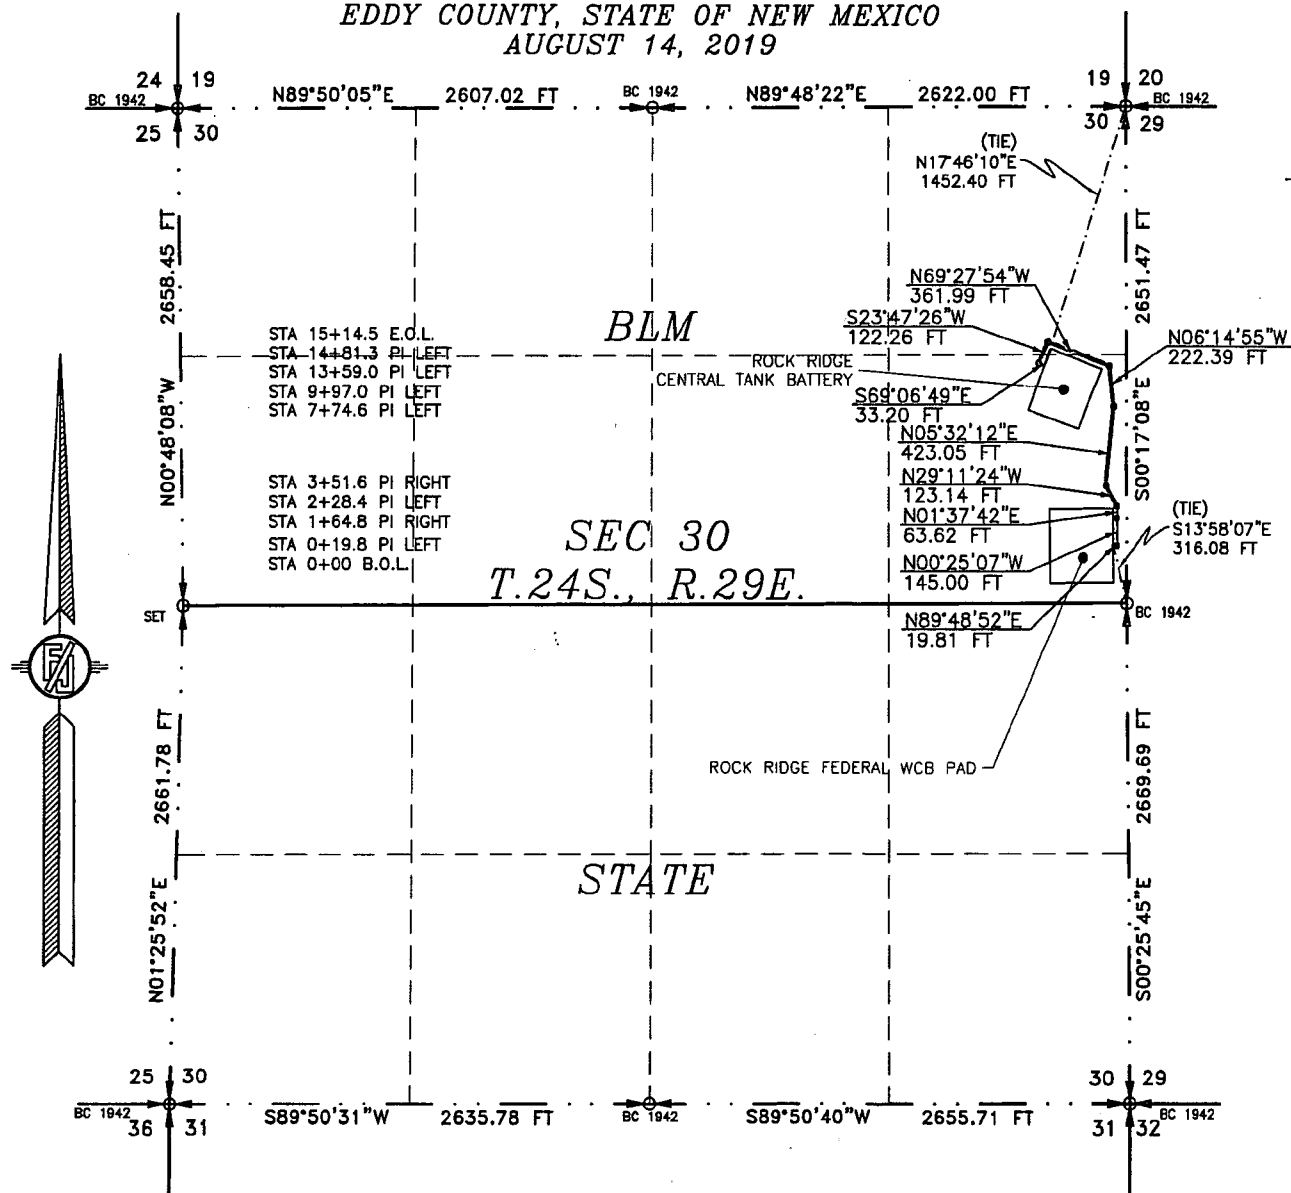 EDDY COUNTY, STATE OF NEW MEXICO
AUGUST 14, 2019
24 19
19 20
BC 1942
N89°50'05"E 2607.02 FT
BC 1942
N89°48'22"E 2622.00 FT
BC 1942
25 30
30 29
(TIE)
N17°46'10"E
1452.40 FT
2658.45 FT
N00°48'08"W
2651.47 FT
S00°17'08"E
N69°27'54"W
361.99 FT
S23°47'26"W
122.26 FT
BLM
N06°14'55"W
222.39 FT
ROCK RIDGE
CENTRAL TANK BATTERY
S69°06'49"E
33.20 FT
STA 15+14.5 E.O.L.
STA 14+81.3 PI LEFT
STA 13+59.0 PI LEFT
STA 9+97.0 PI LEFT
STA 7+74.6 PI LEFT
STA 3+51.6 PI RIGHT
STA 2+28.4 PI LEFT
STA 1+64.8 PI RIGHT
STA 0+19.8 PI LEFT
STA 0+00 B.O.L.
N05°32'12"E
423.05 FT
N29°11'24"W
123.14 FT
N01°37'42"E
63.62 FT
N00°25'07"W
145.00 FT
(TIE)
S13°58'07"E
316.08 FT
SEC 30
T.24S., R.29E.
SET
BC 1942
N89°48'52"E
19.81 FT
FJ
ROCK RIDGE FEDERAL WCB PAD
2661.78 FT
N01°25'52"E
2669.69 FT
S00°25'45"E
STATE
25 30
30 29
BC 1942
S89°50'31"W 2635.78 FT
BC 1942
S89°50'40"W 2655.71 FT
BC 1942
36 31
31 32